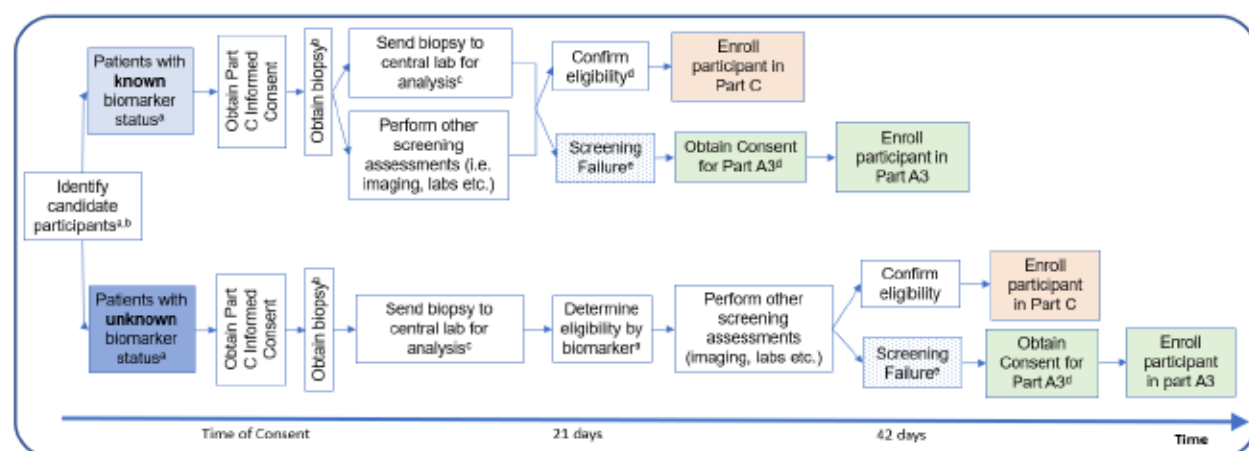 Patients with
known
biomarker
statusᵃ
Obtain Part
C Informed
Consent
Obtain biopsyᵇ
Send biopsy to
central lab for
analysisᶜ
Perform other
screening
assessments (i.e.
imaging, labs etc.)
Confirm
eligibilityᵈ
Enroll
participant in
Part C
Screening
Failureᵉ
Obtain Consent
for Part A3ᵈ
Enroll
participant in
Part A3
Identify
candidate
participantsᵃ,ᵇ
Patients with
unknown
biomarker
statusᵃ
Obtain Part
C Informed
Consent
Obtain biopsyᵇ
Send biopsy to
central lab for
analysisᶜ
Determine
eligibility by
biomarkerᵃ
Perform other
screening
assessments
(imaging, labs etc.)
Confirm
eligibility
Enroll
participant
in Part C
Screening
Failureᵉ
Obtain
Consent for
Part A3ᵈ
Enroll
participant
in part A3
Time of Consent
21 days
42 days
Time